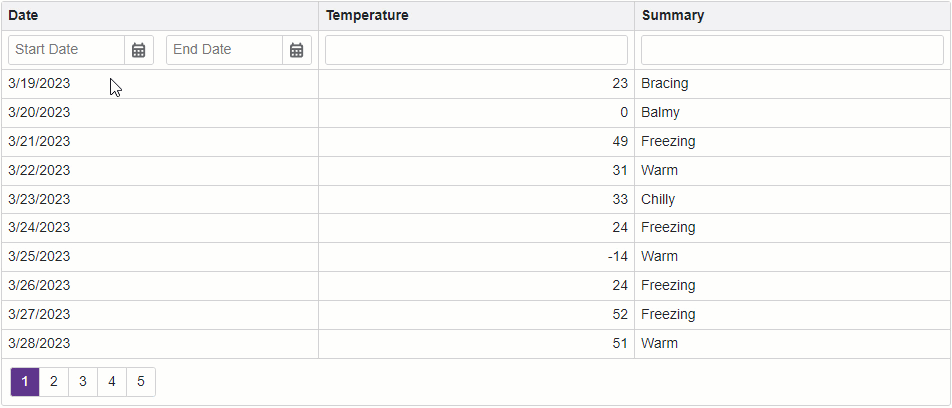 Date Temperature Summary
Start Date End Date
3/19/2023 23 Bracing
3/20/2023 0 Balmy
3/21/2023 49 Freezing
3/22/2023 31 Warm
3/23/2023 33 Chilly
3/24/2023 24 Freezing
3/25/2023 -14 Warm
3/26/2023 24 Freezing
3/27/2023 52 Freezing
3/28/2023 51 Warm
1 2 3 4 5